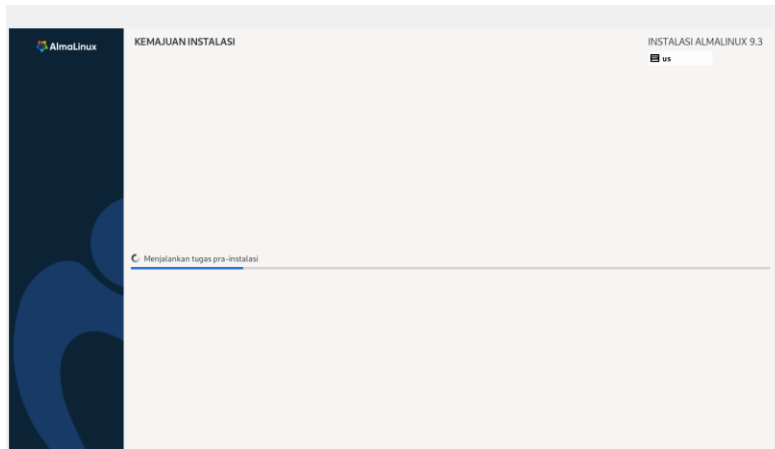 AlmaLinux
KEMAJUAN INSTALASI
INSTALASI ALMALINUX 9.3
us
Menjalankan tugas pra-instalasi